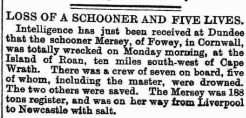 LOSS OF A SCHOONER AND FIVE LIVES.
Intelligence has just been received at Dundee
that the schooner Mersey, of Fowey, in Cornwall,
was totally wrecked on Monday morning, at the
Island of Roan, ten miles south-west of Cape
Wrath. There was a crew of seven on board, five
of whom, including the master, were drowned.
The two others were saved. The Mersey was 188
tons register, and was on her way from Liverpool
to Newcastle with salt.